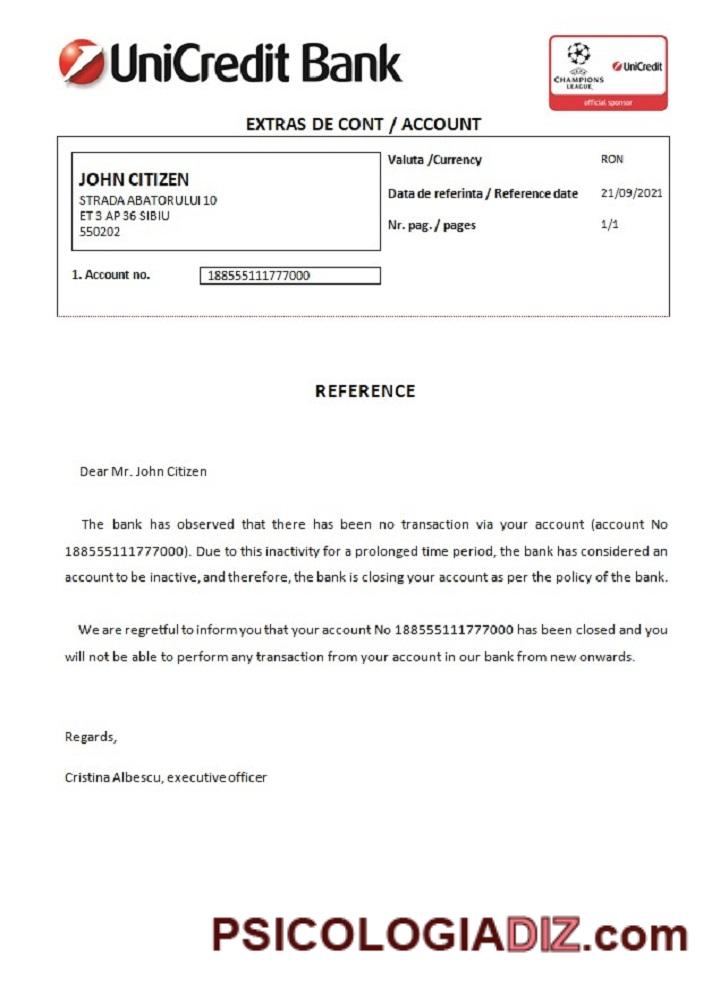 UniCredit Bank
UEFA
CHAMPIONS
LEAGUE
UniCredit
official sponsor
EXTRAS DE CONT / ACCOUNT
JOHN CITIZEN
STRADA ABATORULUI 10
ET 3 AP 36 SIBIU
550202
Valuta /Currency RON
Data de referinta / Reference date 21/09/2021
Nr. pag. / pages 1/1
1. Account no. 188555111777000
REFERENCE
Dear Mr. John Citizen
The bank has observed that there has been no transaction via your account (account No
188555111777000). Due to this inactivity for a prolonged time period, the bank has considered an
account to be inactive, and therefore, the bank is closing your account as per the policy of the bank.
We are regretful to inform you that your account No 188555111777000 has been closed and you
will not be able to perform any transaction from your account in our bank from new onwards.
Regards,
Cristina Albescu, executive officer
PSICOLOGIADIZ.com